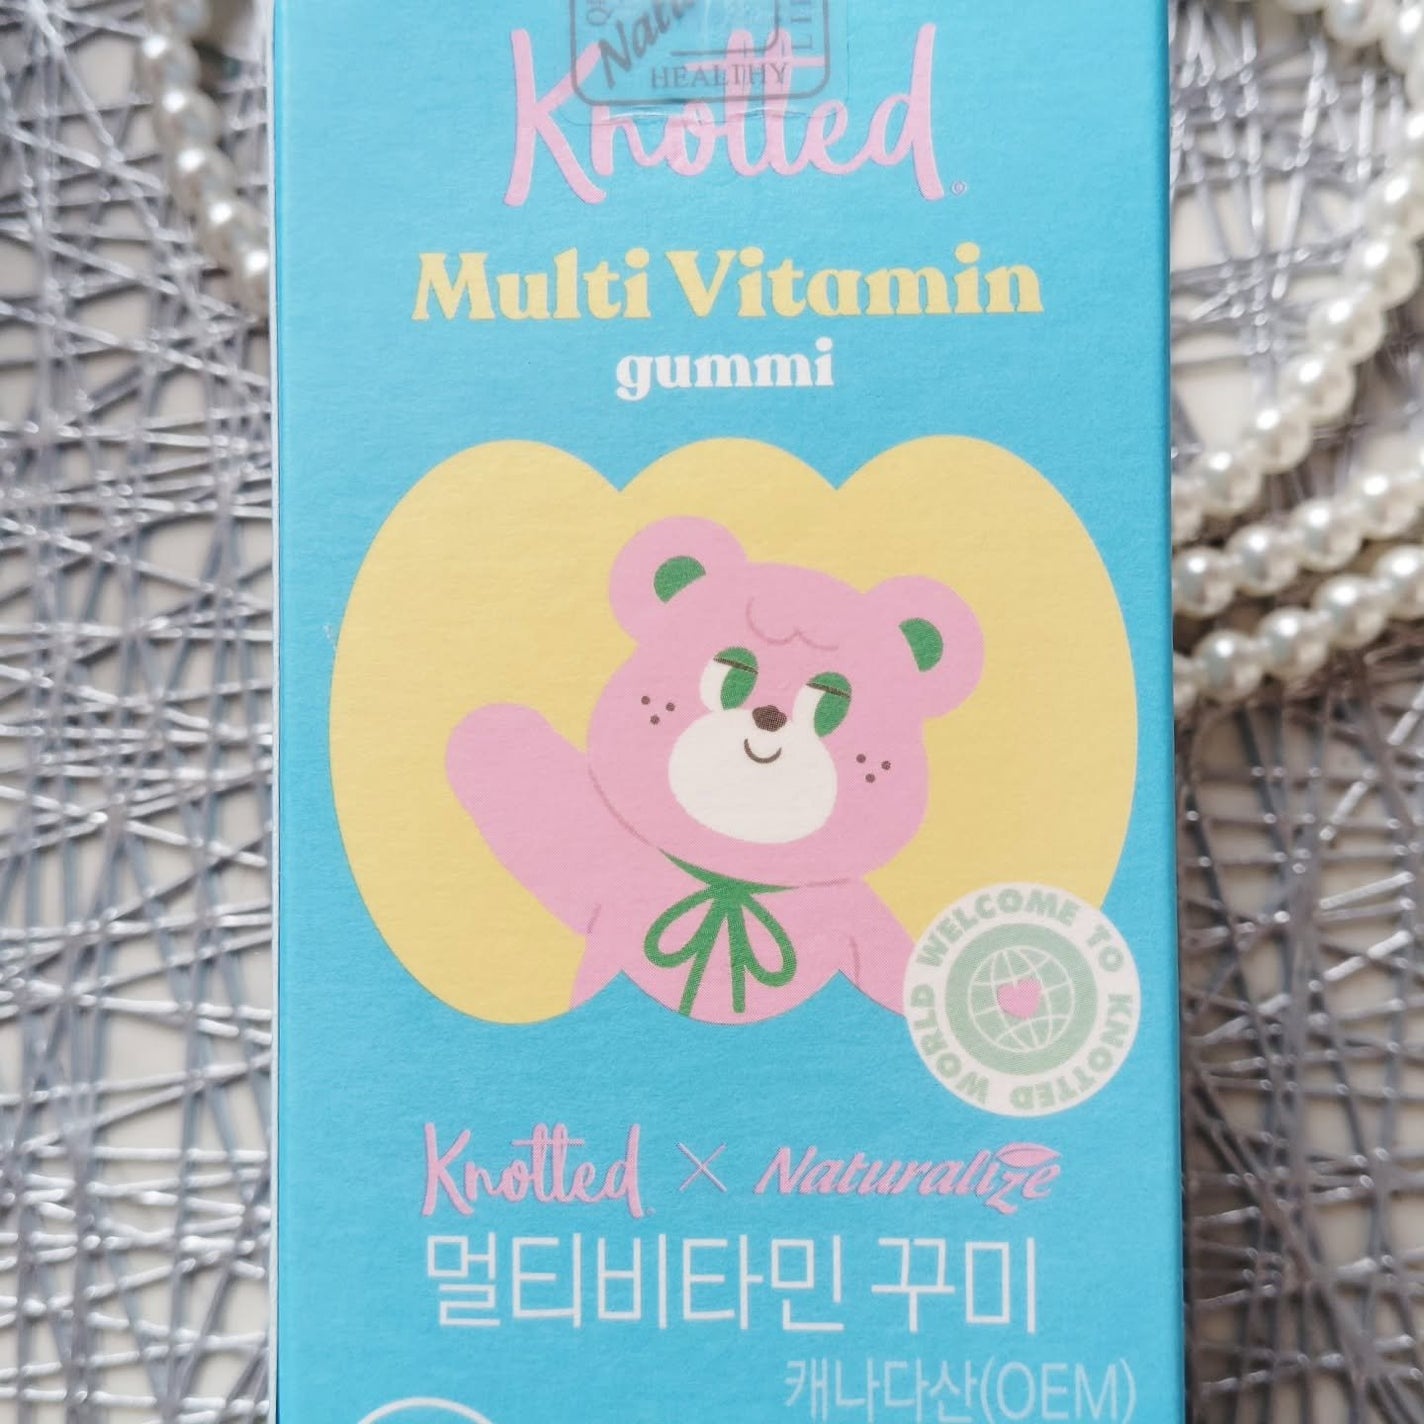 HEALTHY
Knotted
Multi Vitamin
gummi
WELCOME TO KNOTTED WORLD
Knotted × Naturalize
멀티비타민 꾸미
캐나다산(OEM)